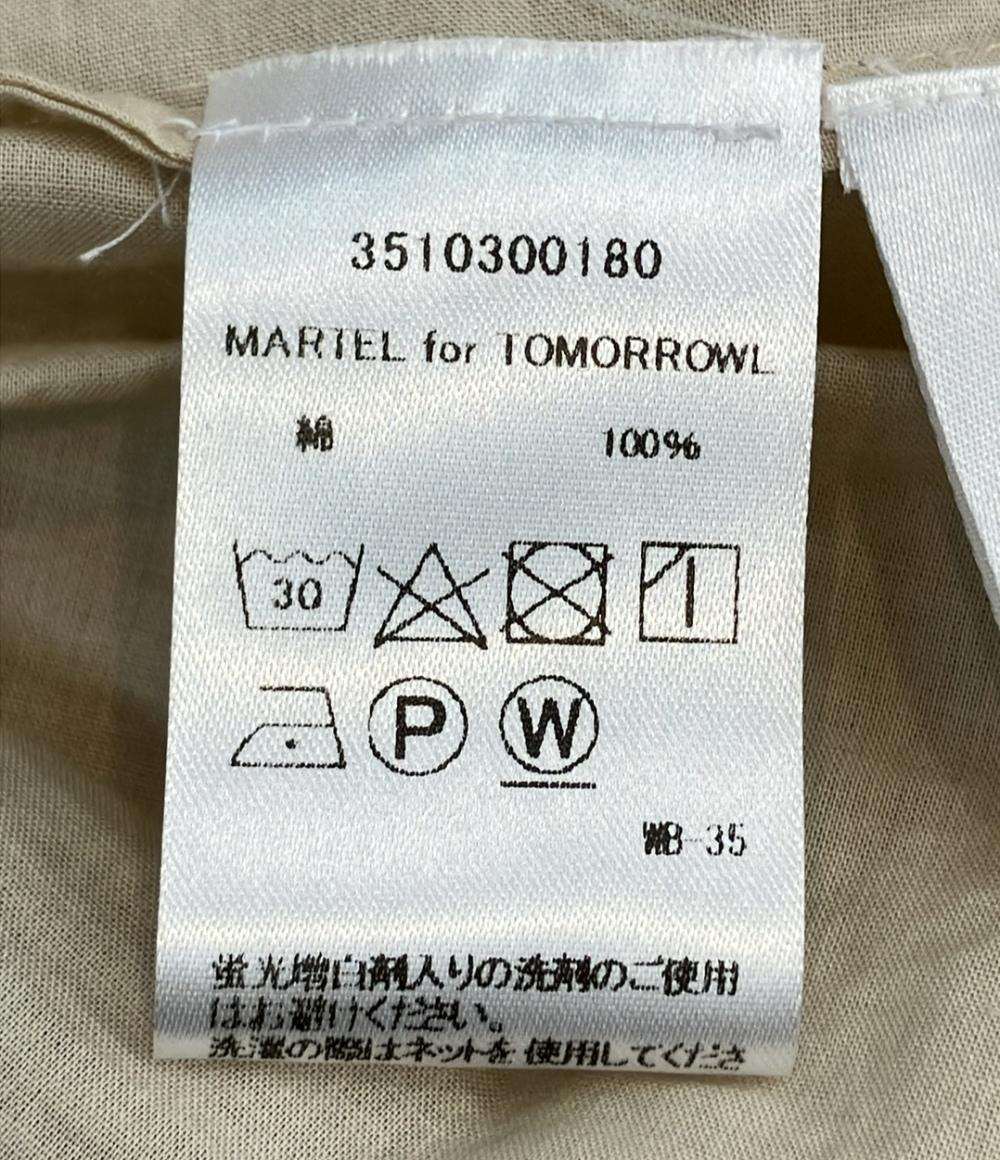 3510300180
MARTEL for TOMORROWL
綿 100%
30
P W
WB-35
蛍光増白剤入りの洗剤のご使用
はお避けください。
洗濯の際はネットを使用してくださ